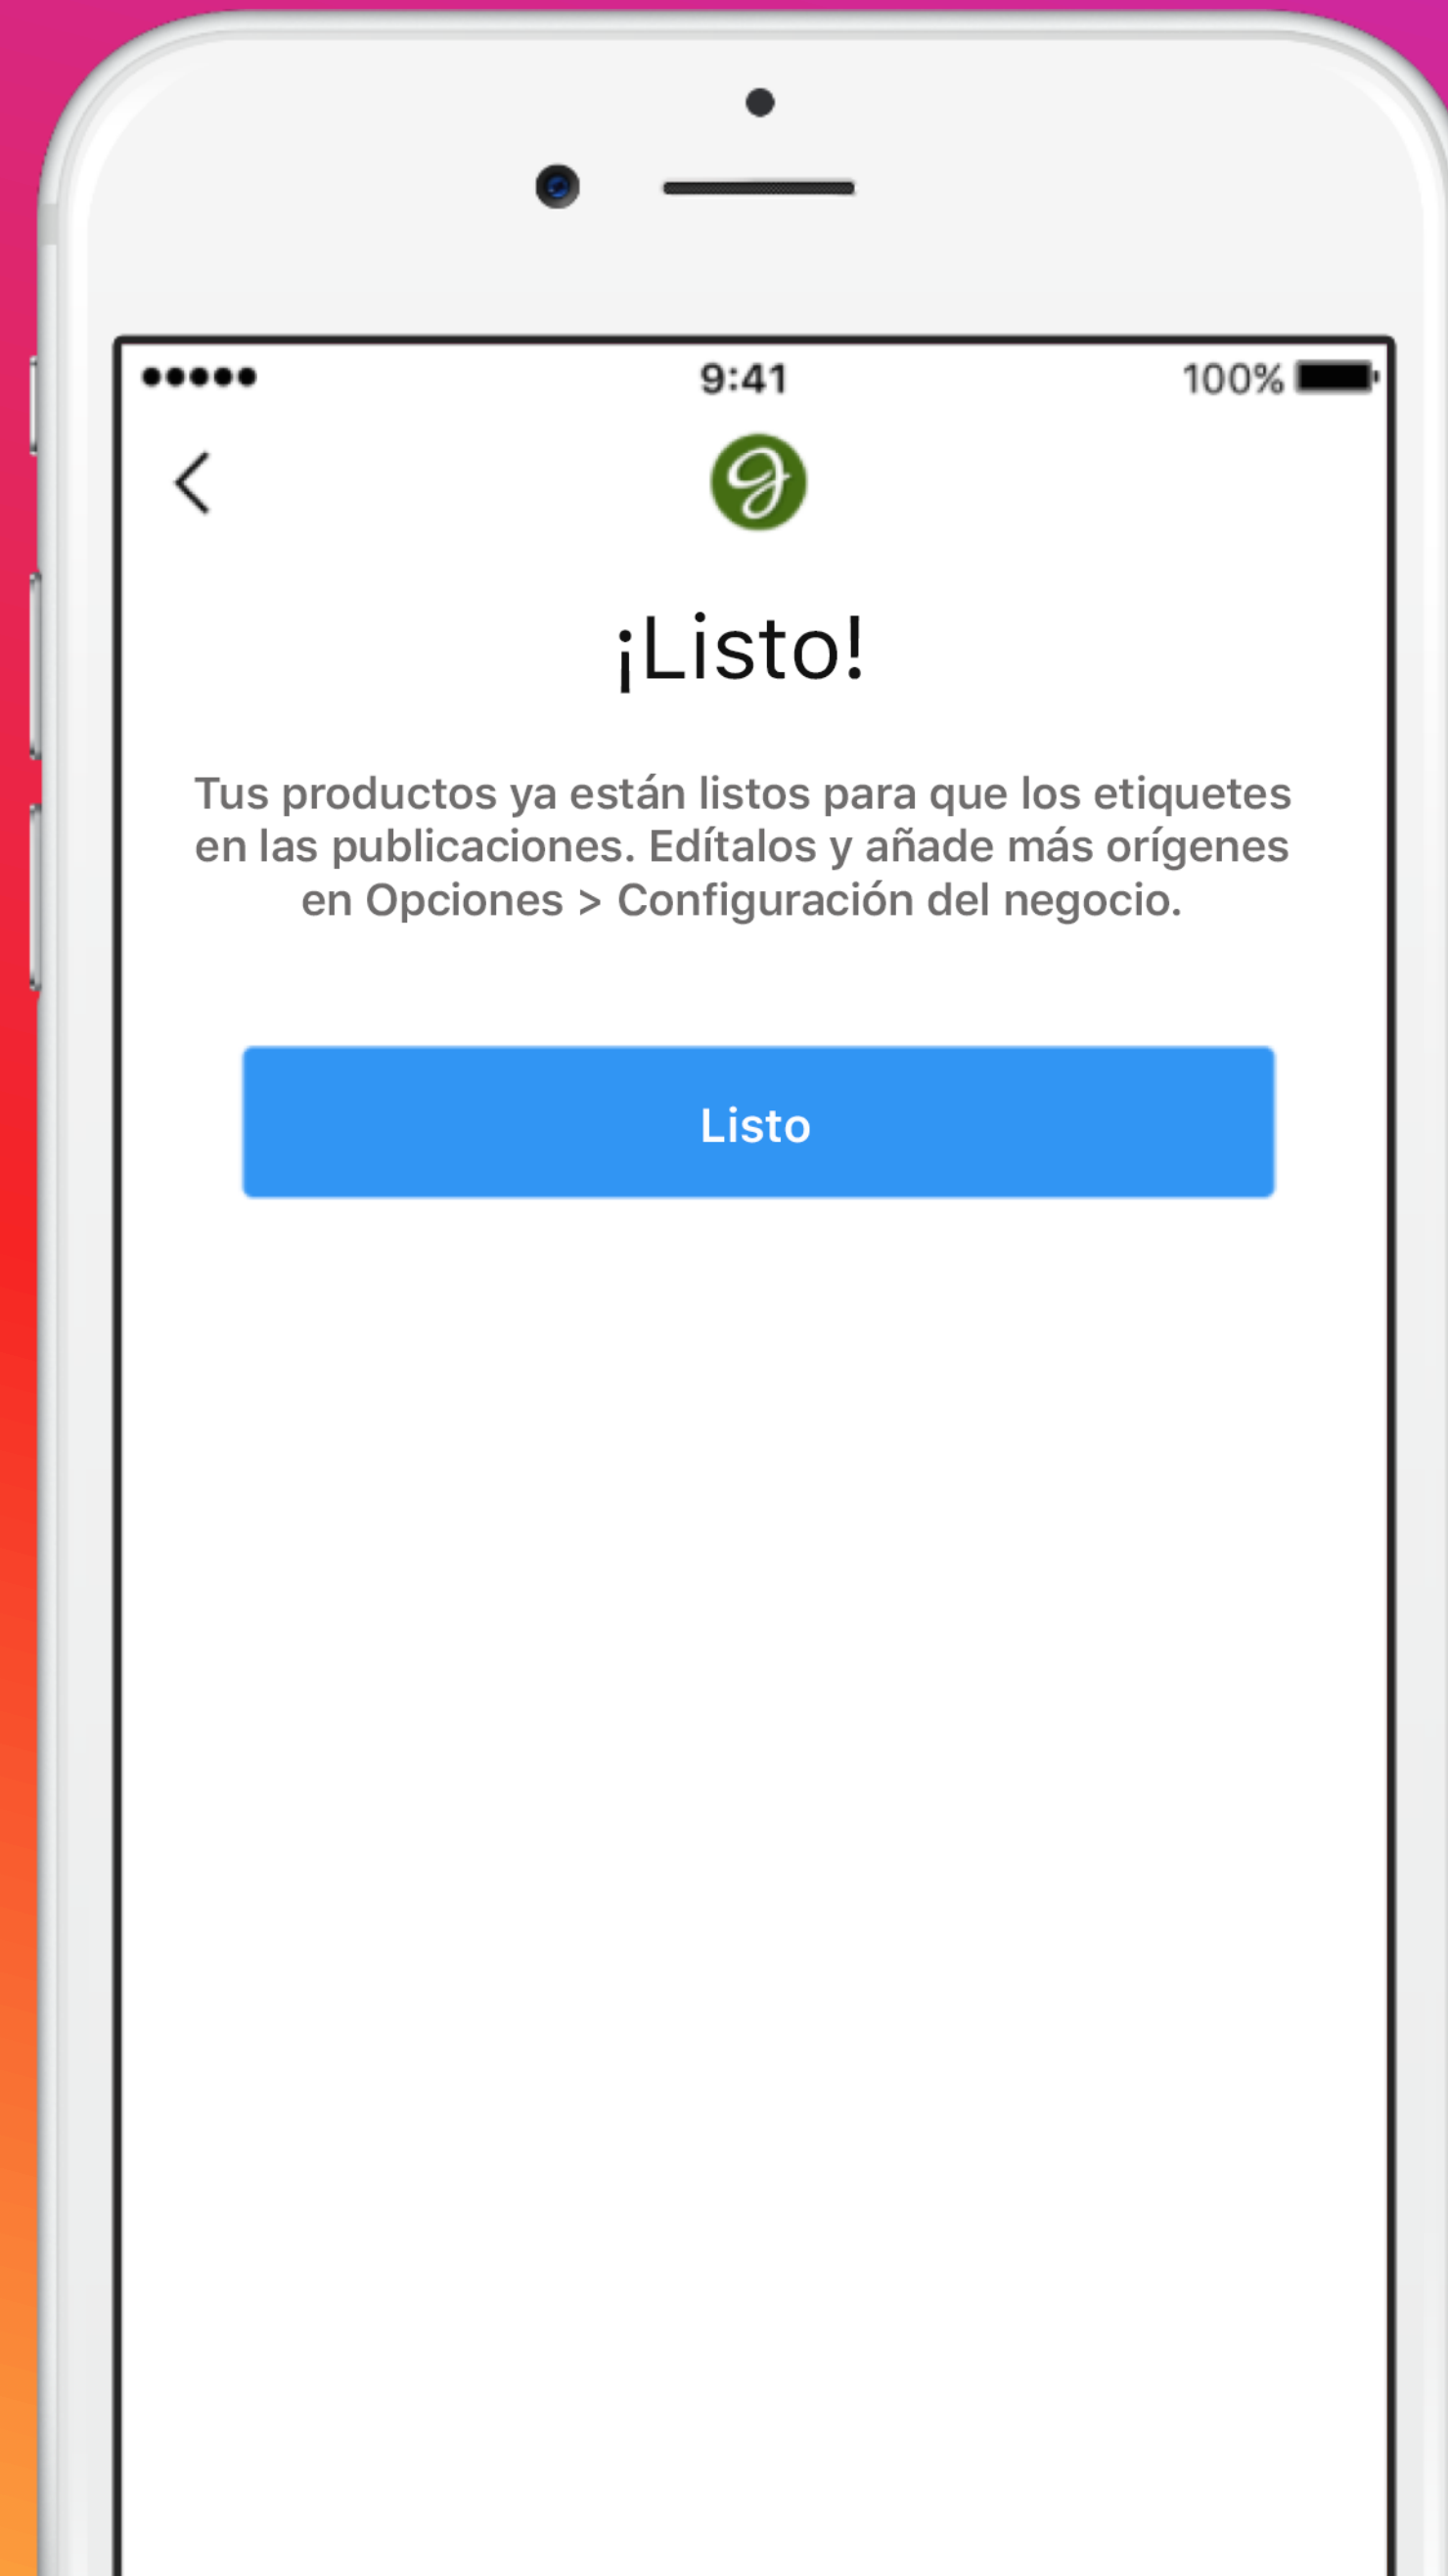 9:41
100%
¡Listo!
Tus productos ya están listos para que los etiquetes
en las publicaciones. Edítalos y añade más orígenes
en Opciones > Configuración del negocio.
Listo